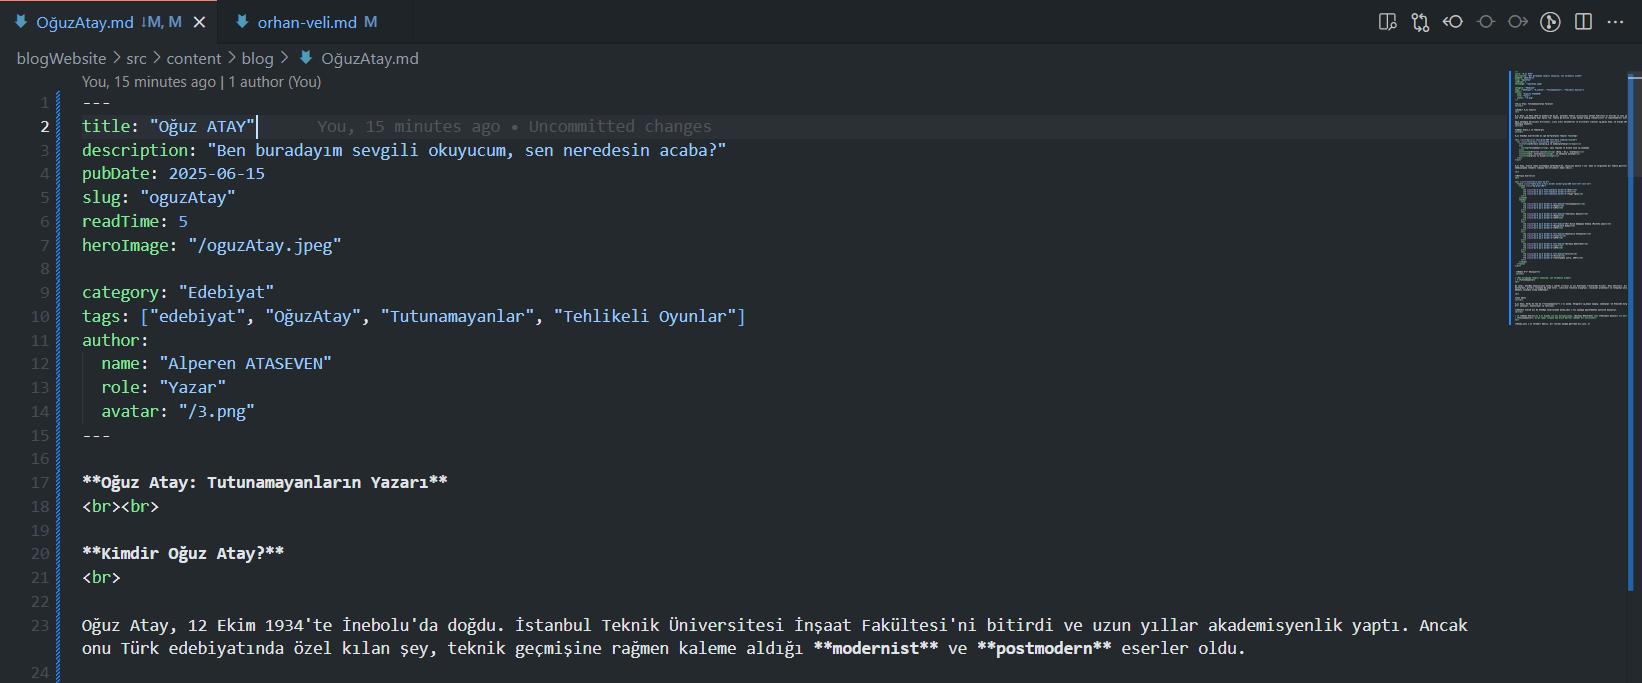 OğuzAtay.md ↓M, M
orhan-veli.md M
blogWebsite > src > content > blog > OğuzAtay.md
You, 15 minutes ago | 1 author (You)
1 ---
2 title: "Oğuz ATAY" You, 15 minutes ago • Uncommitted changes
3 description: "Ben buradayım sevgili okuyucum, sen neredesin acaba?"
4 pubDate: 2025-06-15
5 slug: "oguzAtay"
6 readTime: 5
7 heroImage: "/oguzAtay.jpeg"
8
9 category: "Edebiyat"
10 tags: ["edebiyat", "OğuzAtay", "Tutunamayanlar", "Tehlikeli Oyunlar"]
11 author:
12 name: "Alperen ATASEVEN"
13 role: "Yazar"
14 avatar: "/3.png"
15 ---
16
17 **Oğuz Atay: Tutunamayanların Yazarı**
18 <br><br>
19
20 **Kimdir Oğuz Atay?**
21 <br>
22
23 Oğuz Atay, 12 Ekim 1934'te İnebolu'da doğdu. İstanbul Teknik Üniversitesi İnşaat Fakültesi'ni bitirdi ve uzun yıllar akademisyenlik yaptı. Ancak
onu Türk edebiyatında özel kılan şey, teknik geçmişine rağmen kaleme aldığı **modernist** ve **postmodern** eserler oldu.
24